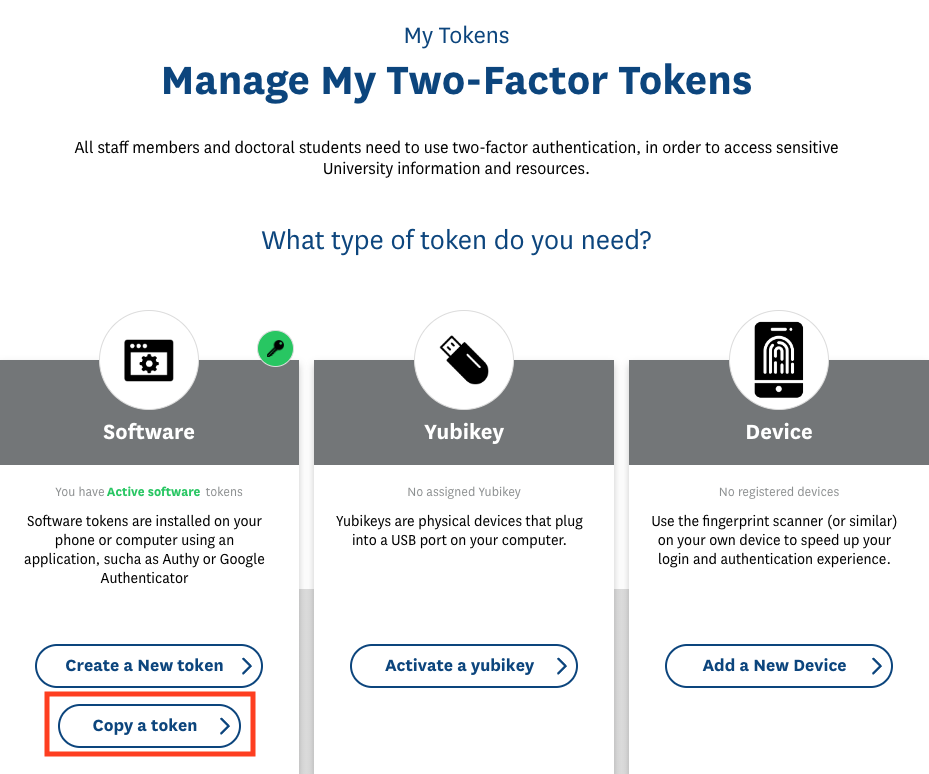 My Tokens
Manage My Two-Factor Tokens
All staff members and doctoral students need to use two-factor authentication, in order to access sensitive
University information and resources.
What type of token do you need?
Software
You have Active software tokens
Software tokens are installed on your
phone or computer using an
application, sucha as Authy or Google
Authenticator
Create a New token
Copy a token
Yubikey
No assigned Yubikey
Yubikeys are physical devices that plug
into a USB port on your computer.
Activate a yubikey
Device
No registered devices
Use the fingerprint scanner (or similar)
on your own device to speed up your
login and authentication experience.
Add a New Device